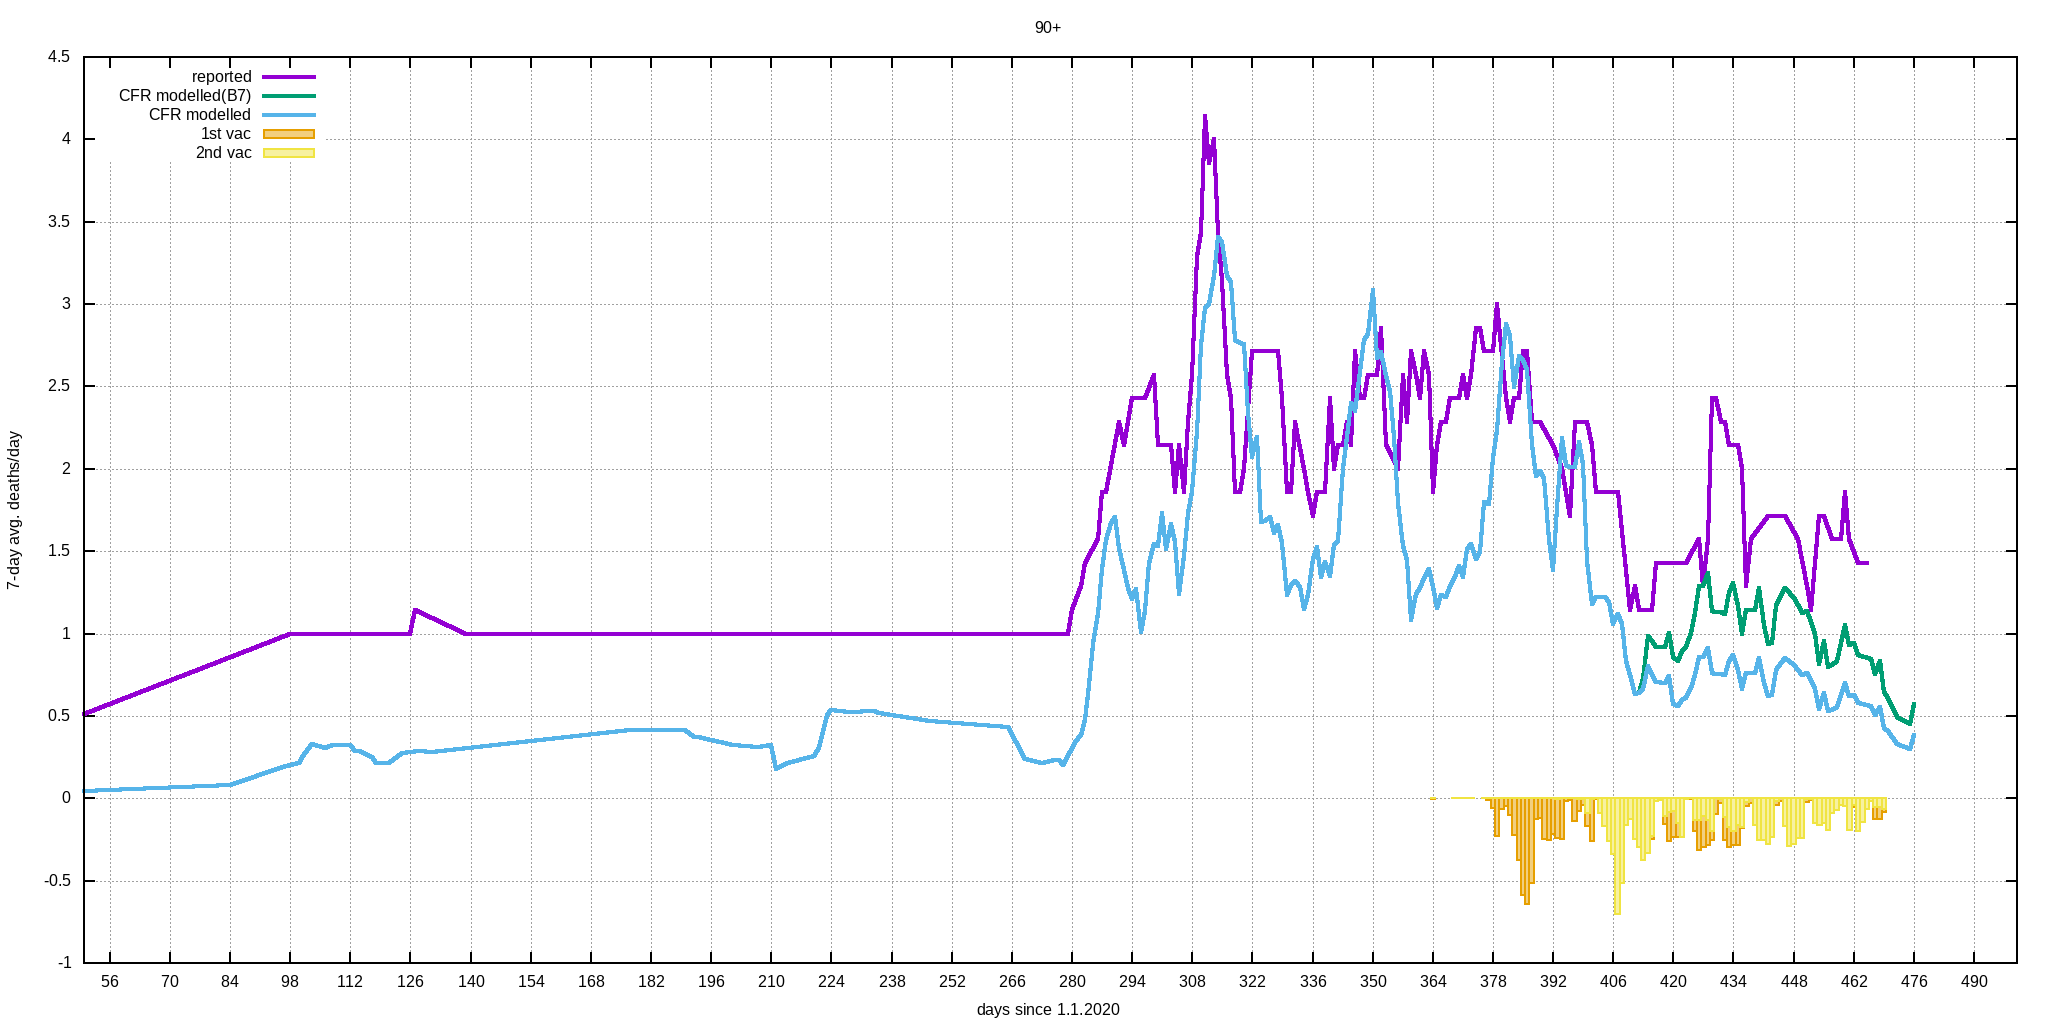 90+
7-day avg. deaths/day
4.5
4
3.5
3
2.5
2
1.5
1
0.5
0
-0.5
-1
reported
CFR modelled(B7)
CFR modelled
1st vac
2nd vac
56 70 84 98 112 126 140 154 168 182 196 210 224 238 252 266 280 294 308 322 336 350 364 378 392 406 420 434 448 462 476 490
days since 1.1.2020